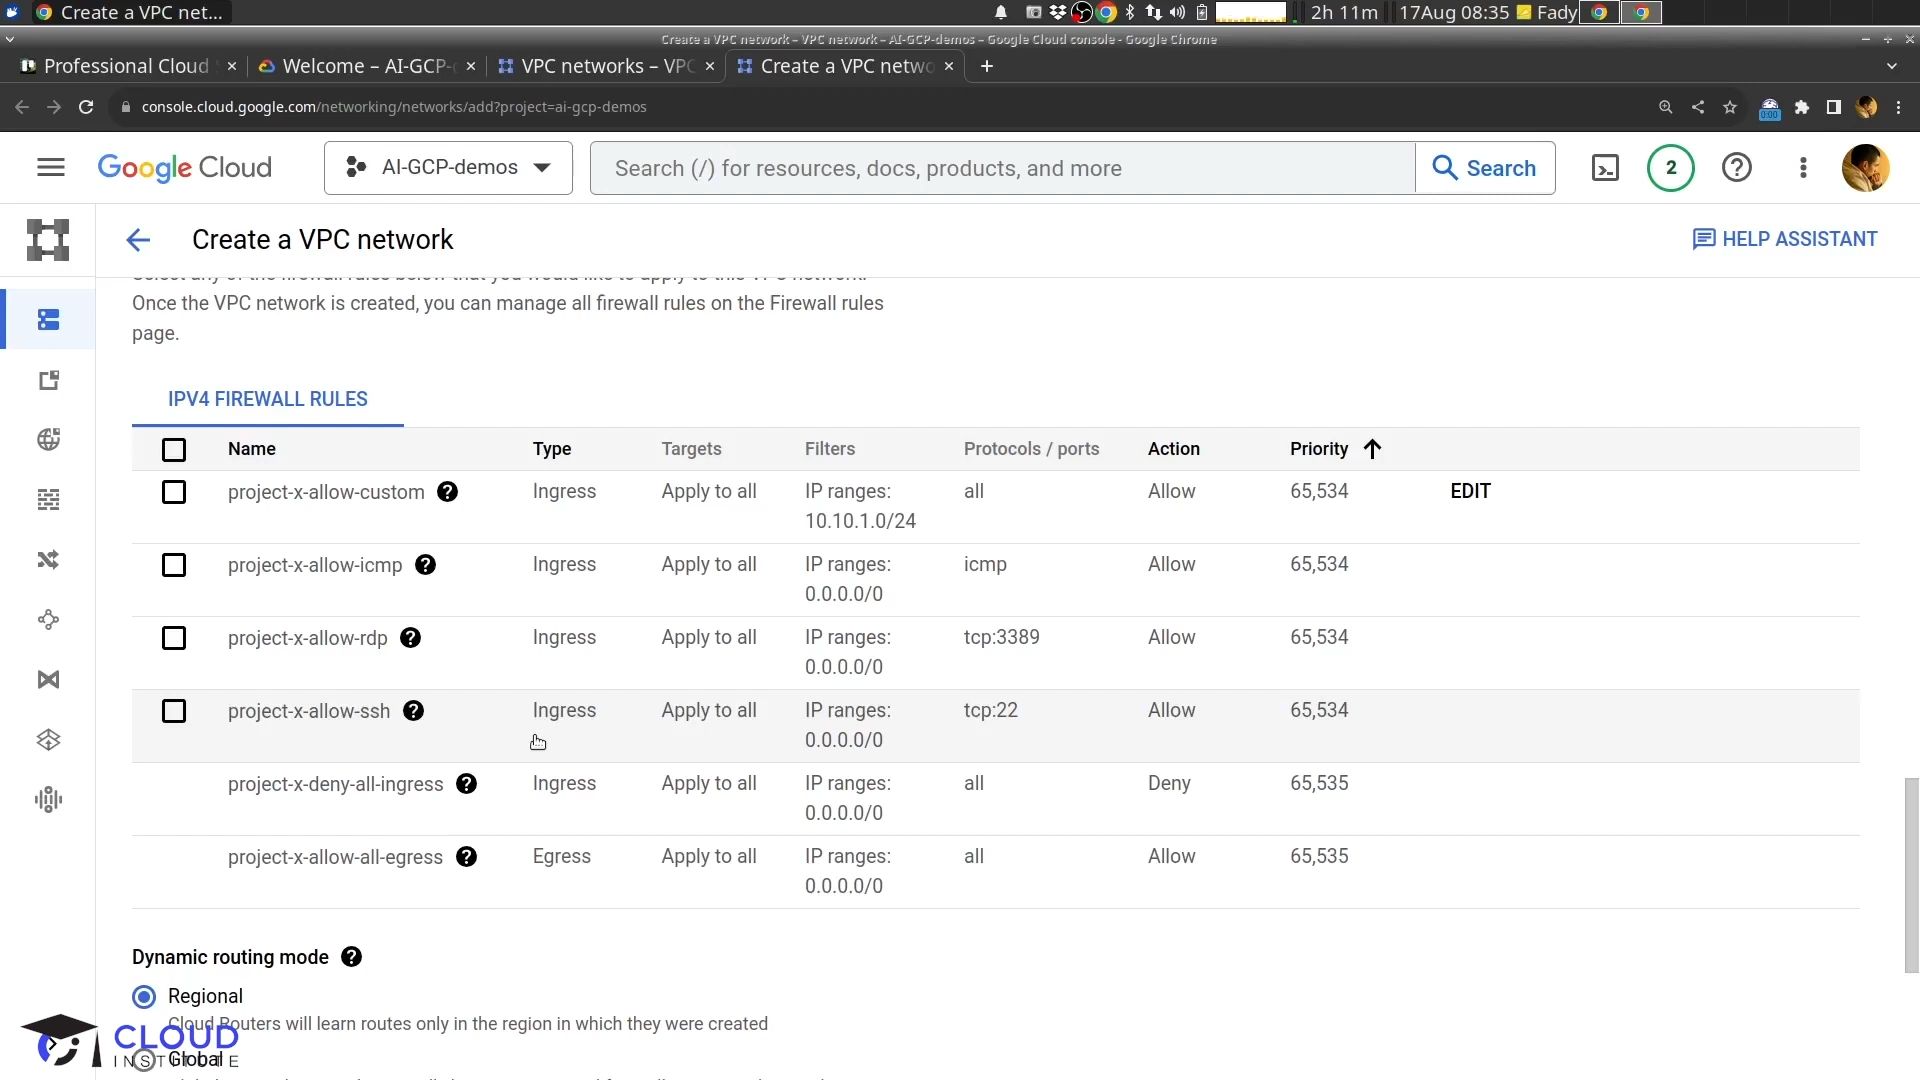 Create a VPC net...
2h 11m
17Aug 08:35
Fady
Create a VPC network – VPC network – AI-GCP-demos – Google Cloud console - Google Chrome
Professional Cloud
Welcome – AI-GCP-
VPC networks – VPC
Create a VPC netwo
console.cloud.google.com/networking/networks/add?project=ai-gcp-demos
0:00
Google Cloud
AI-GCP-demos
Search (/) for resources, docs, products, and more
Search
2
Create a VPC network
HELP ASSISTANT
Select any of the firewall rules below that you would like to apply to this VPC network.
Once the VPC network is created, you can manage all firewall rules on the Firewall rules
page.
IPV4 FIREWALL RULES
Name Type Targets Filters Protocols / ports Action Priority
project-x-allow-custom Ingress Apply to all IP ranges: all Allow 65,534 EDIT
10.10.1.0/24
project-x-allow-icmp Ingress Apply to all IP ranges: icmp Allow 65,534
0.0.0.0/0
project-x-allow-rdp Ingress Apply to all IP ranges: tcp:3389 Allow 65,534
0.0.0.0/0
project-x-allow-ssh Ingress Apply to all IP ranges: tcp:22 Allow 65,534
0.0.0.0/0
project-x-deny-all-ingress Ingress Apply to all IP ranges: all Deny 65,535
0.0.0.0/0
project-x-allow-all-egress Egress Apply to all IP ranges: all Allow 65,535
0.0.0.0/0
Dynamic routing mode
Regional
Cloud Routers will learn routes only in the region in which they were created
Global
CLOUD
INSTITUTE